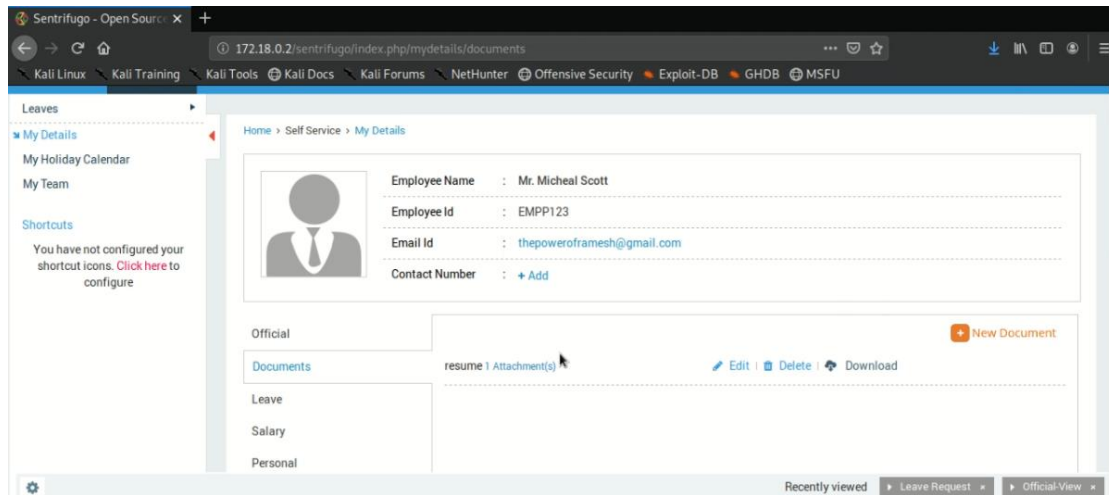 Sentrifugo - Open Source
172.18.0.2/sentrifugo/index.php/mydetails/documents
Kali Linux Kali Training Kali Tools Kali Docs Kali Forums NetHunter Offensive Security Exploit-DB GHDB MSFU
Leaves
My Details
My Holiday Calendar
My Team
Shortcuts
You have not configured your
shortcut icons. Click here to
configure
Home > Self Service > My Details
Employee Name : Mr. Micheal Scott
Employee Id : EMPP123
Email Id : thepoweroframesh@gmail.com
Contact Number : + Add
Official
Documents
Leave
Salary
Personal
New Document
resume 1 Attachment(s) Edit | Delete | Download
Recently viewed Leave Request × Official-View ×